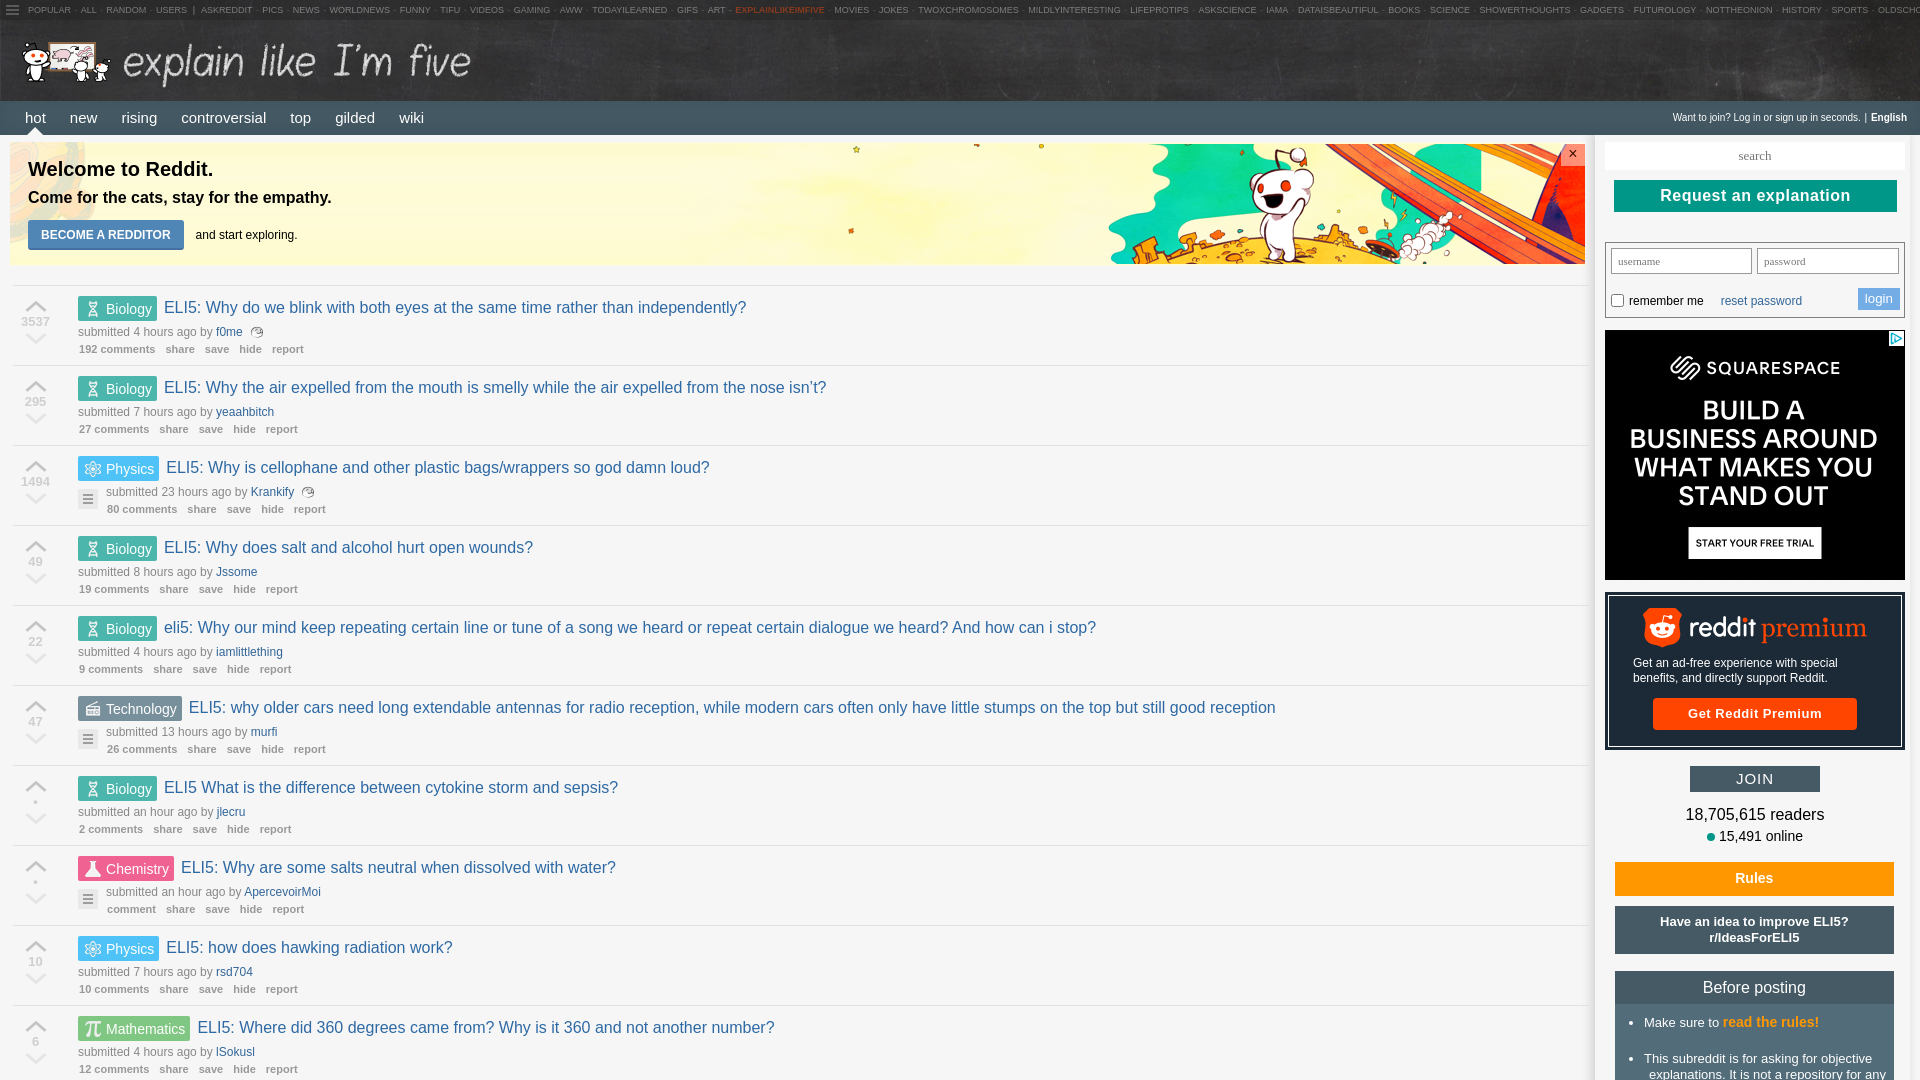 POPULAR - ALL - RANDOM - USERS | ASKREDDIT - PICS - NEWS - WORLDNEWS - FUNNY - TIFU - VIDEOS - GAMING - AWW - TODAYILEARNED - GIFS - ART - EXPLAINLIKEIMFIVE - MOVIES - JOKES - TWOXCHROMOSOMES - MILDLYINTERESTING - LIFEPROTIPS - ASKSCIENCE - IAMA - DATAISBEAUTIFUL - BOOKS - SCIENCE - SHOWERTHOUGHTS - GADGETS - FUTUROLOGY - NOTTHEONION - HISTORY - SPORTS - OLDSCHO
explain like I'm five
hot new rising controversial top gilded wiki
Want to join? Log in or sign up in seconds. | English
Welcome to Reddit.
Come for the cats, stay for the empathy.
BECOME A REDDITOR and start exploring.
×
3537
Biology ELI5: Why do we blink with both eyes at the same time rather than independently?
submitted 4 hours ago by f0me
192 comments share save hide report
295
Biology ELI5: Why the air expelled from the mouth is smelly while the air expelled from the nose isn’t?
submitted 7 hours ago by yeaahbitch
27 comments share save hide report
1494
Physics ELI5: Why is cellophane and other plastic bags/wrappers so god damn loud?
submitted 23 hours ago by Krankify
80 comments share save hide report
49
Biology ELI5: Why does salt and alcohol hurt open wounds?
submitted 8 hours ago by Jssome
19 comments share save hide report
22
Biology eli5: Why our mind keep repeating certain line or tune of a song we heard or repeat certain dialogue we heard? And how can i stop?
submitted 4 hours ago by iamlittlething
9 comments share save hide report
47
Technology ELI5: why older cars need long extendable antennas for radio reception, while modern cars often only have little stumps on the top but still good reception
submitted 13 hours ago by murfi
26 comments share save hide report
•
Biology ELI5 What is the difference between cytokine storm and sepsis?
submitted an hour ago by jlecru
2 comments share save hide report
•
Chemistry ELI5: Why are some salts neutral when dissolved with water?
submitted an hour ago by ApercevoirMoi
comment share save hide report
10
Physics ELI5: how does hawking radiation work?
submitted 7 hours ago by rsd704
10 comments share save hide report
6
Mathematics ELI5: Where did 360 degrees came from? Why is it 360 and not another number?
submitted 4 hours ago by lSokusl
12 comments share save hide report
search
Request an explanation
username password
remember me reset password login
SQUARESPACE
BUILD A
BUSINESS AROUND
WHAT MAKES YOU
STAND OUT
START YOUR FREE TRIAL
reddit premium
Get an ad-free experience with special
benefits, and directly support Reddit.
Get Reddit Premium
JOIN
18,705,615 readers
15,491 online
Rules
Have an idea to improve ELI5?
r/IdeasForELI5
Before posting
• Make sure to read the rules!
• This subreddit is for asking for objective
explanations. It is not a repository for any